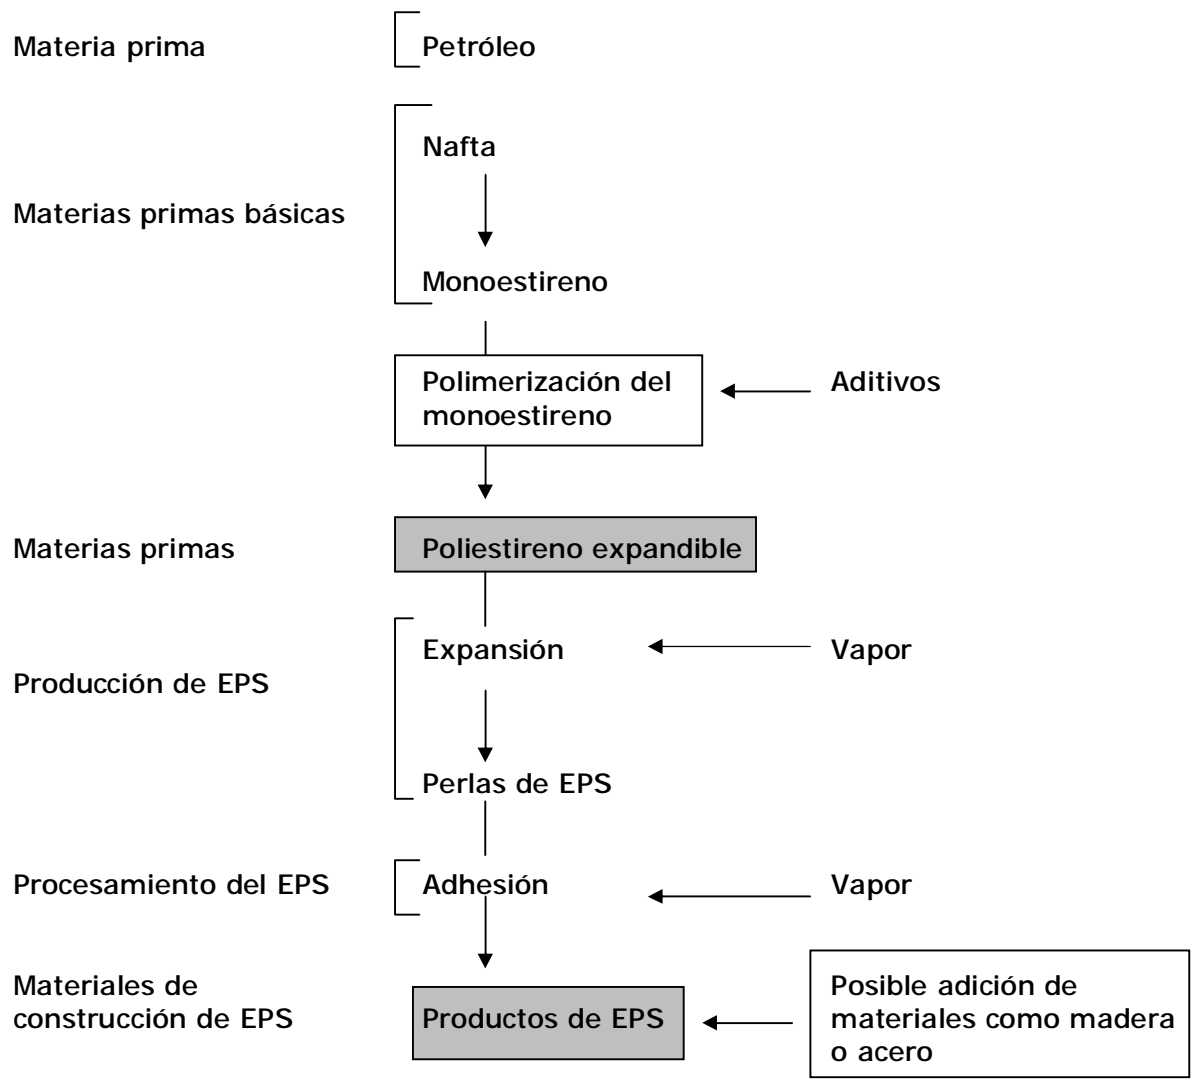 Materia prima
Petróleo
Nafta
Materias primas básicas
Monoestireno
Polimerización del
monoestireno
Aditivos
Materias primas
Poliestireno expandible
Expansión
Vapor
Producción de EPS
Perlas de EPS
Procesamiento del EPS
Adhesión
Vapor
Materiales de
construcción de EPS
Productos de EPS
Posible adición de
materiales como madera
o acero